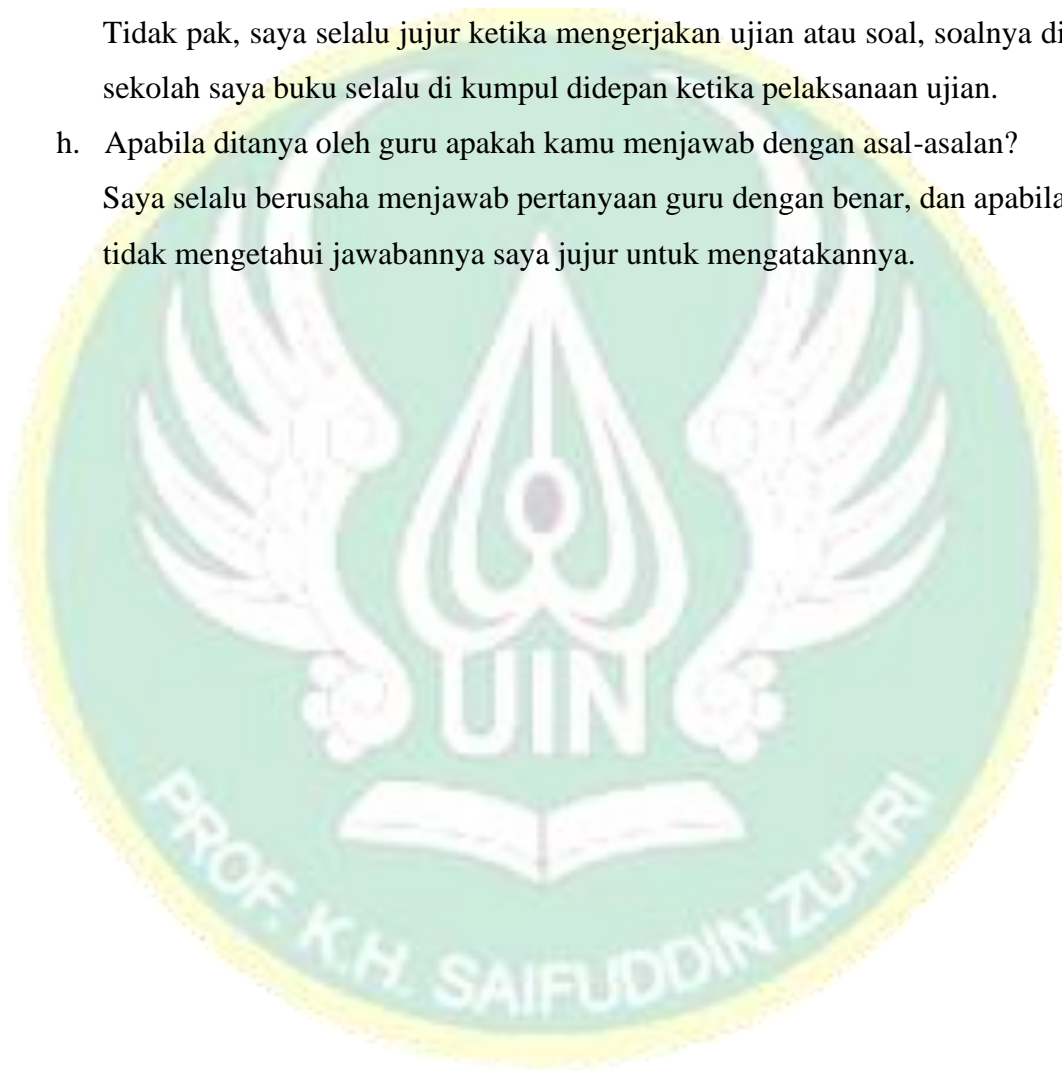 Tidak pak, saya selalu jujur ketika mengerjakan ujian atau soal, soalnya di
sekolah saya buku selalu di kumpul didepan ketika pelaksanaan ujian.
h. Apabila ditanya oleh guru apakah kamu menjawab dengan asal-asalan?
Saya selalu berusaha menjawab pertanyaan guru dengan benar, dan apabila
tidak mengetahui jawabannya saya jujur untuk mengatakannya.
UIN
PROF. K.H. SAIFUDDIN ZUHRI